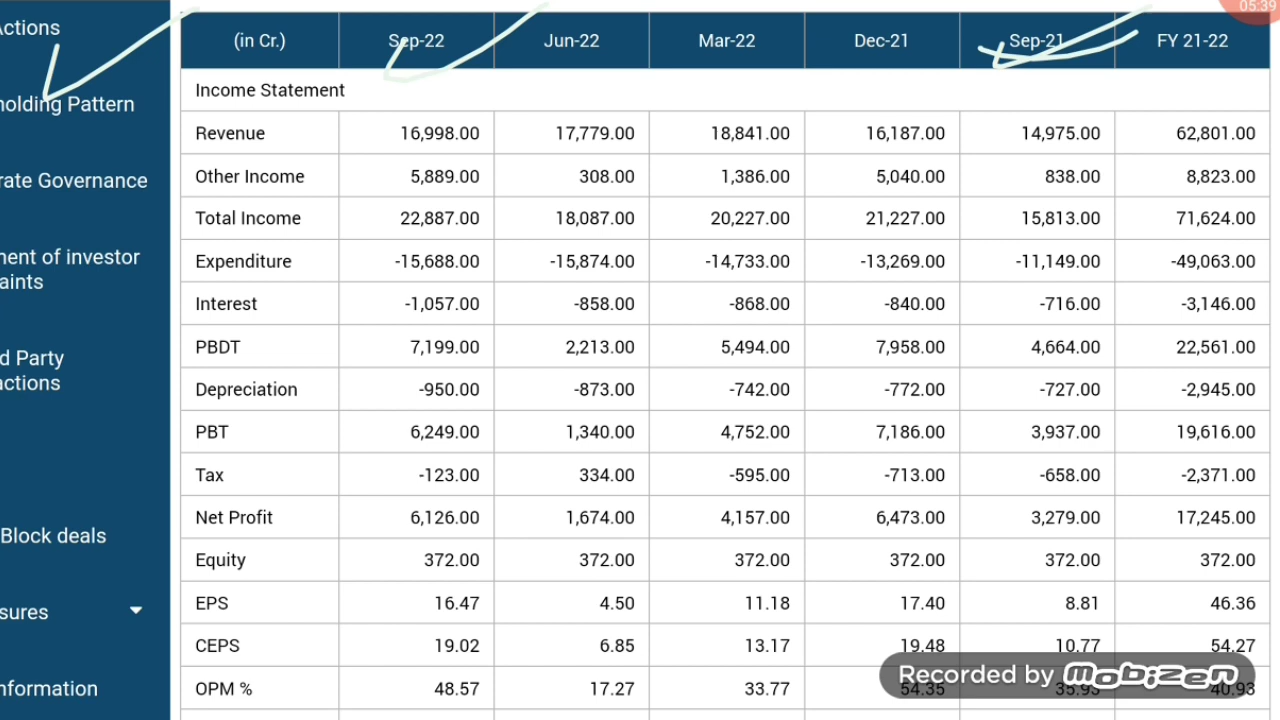 05:39
Actions
holding Pattern
rate Governance
ment of investor
aints
d Party
actions
Block deals
sures
nformation
(in Cr.) Sep-22 Jun-22 Mar-22 Dec-21 Sep-21 FY 21-22
Income Statement
Revenue 16,998.00 17,779.00 18,841.00 16,187.00 14,975.00 62,801.00
Other Income 5,889.00 308.00 1,386.00 5,040.00 838.00 8,823.00
Total Income 22,887.00 18,087.00 20,227.00 21,227.00 15,813.00 71,624.00
Expenditure -15,688.00 -15,874.00 -14,733.00 -13,269.00 -11,149.00 -49,063.00
Interest -1,057.00 -858.00 -868.00 -840.00 -716.00 -3,146.00
PBDT 7,199.00 2,213.00 5,494.00 7,958.00 4,664.00 22,561.00
Depreciation -950.00 -873.00 -742.00 -772.00 -727.00 -2,945.00
PBT 6,249.00 1,340.00 4,752.00 7,186.00 3,937.00 19,616.00
Tax -123.00 334.00 -595.00 -713.00 -658.00 -2,371.00
Net Profit 6,126.00 1,674.00 4,157.00 6,473.00 3,279.00 17,245.00
Equity 372.00 372.00 372.00 372.00 372.00 372.00
EPS 16.47 4.50 11.18 17.40 8.81 46.36
CEPS 19.02 6.85 13.17 19.48 10.77 54.27
OPM % 48.57 17.27 33.77 54.35 35.93 40.93
Recorded by mobizen